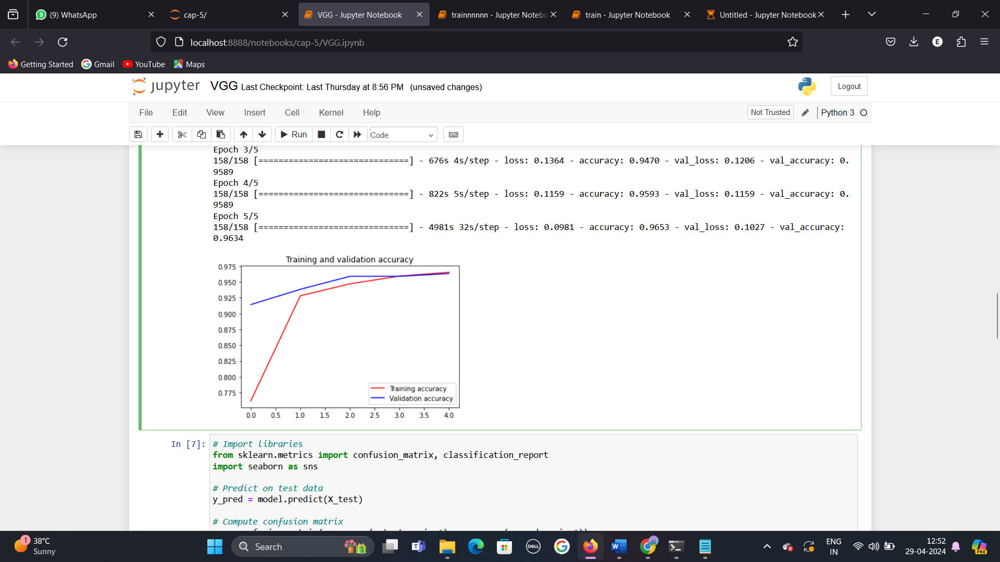 (9) WhatsApp
cap-5/
VGG - Jupyter Notebook
trainnnnnn - Jupyter Notebo
train - Jupyter Notebook
Untitled - Jupyter Notebook
localhost:8888/notebooks/cap-5/VGG.ipynb
E
Getting Started Gmail YouTube Maps
jupyter VGG Last Checkpoint: Last Thursday at 8:56 PM (unsaved changes)
Logout
File Edit View Insert Cell Kernel Help
Not Trusted Python 3
Run Code
Epoch 3/5
158/158 [==============================] - 676s 4s/step - loss: 0.1364 - accuracy: 0.9470 - val_loss: 0.1206 - val_accuracy: 0.
9589
Epoch 4/5
158/158 [==============================] - 822s 5s/step - loss: 0.1159 - accuracy: 0.9593 - val_loss: 0.1159 - val_accuracy: 0.
9589
Epoch 5/5
158/158 [==============================] - 4981s 32s/step - loss: 0.0981 - accuracy: 0.9653 - val_loss: 0.1027 - val_accuracy:
0.9634
Training and validation accuracy
0.975
0.950
0.925
0.900
0.875
0.850
0.825
0.800
0.775
Training accuracy
Validation accuracy
0.0 0.5 1.0 1.5 2.0 2.5 3.0 3.5 4.0
In [7]:
# Import libraries
from sklearn.metrics import confusion_matrix, classification_report
import seaborn as sns
# Predict on test data
y_pred = model.predict(X_test)
# Compute confusion matrix
1
38°C
Sunny
Search
DELL
ENG
IN
12:52
29-04-2024
PRE